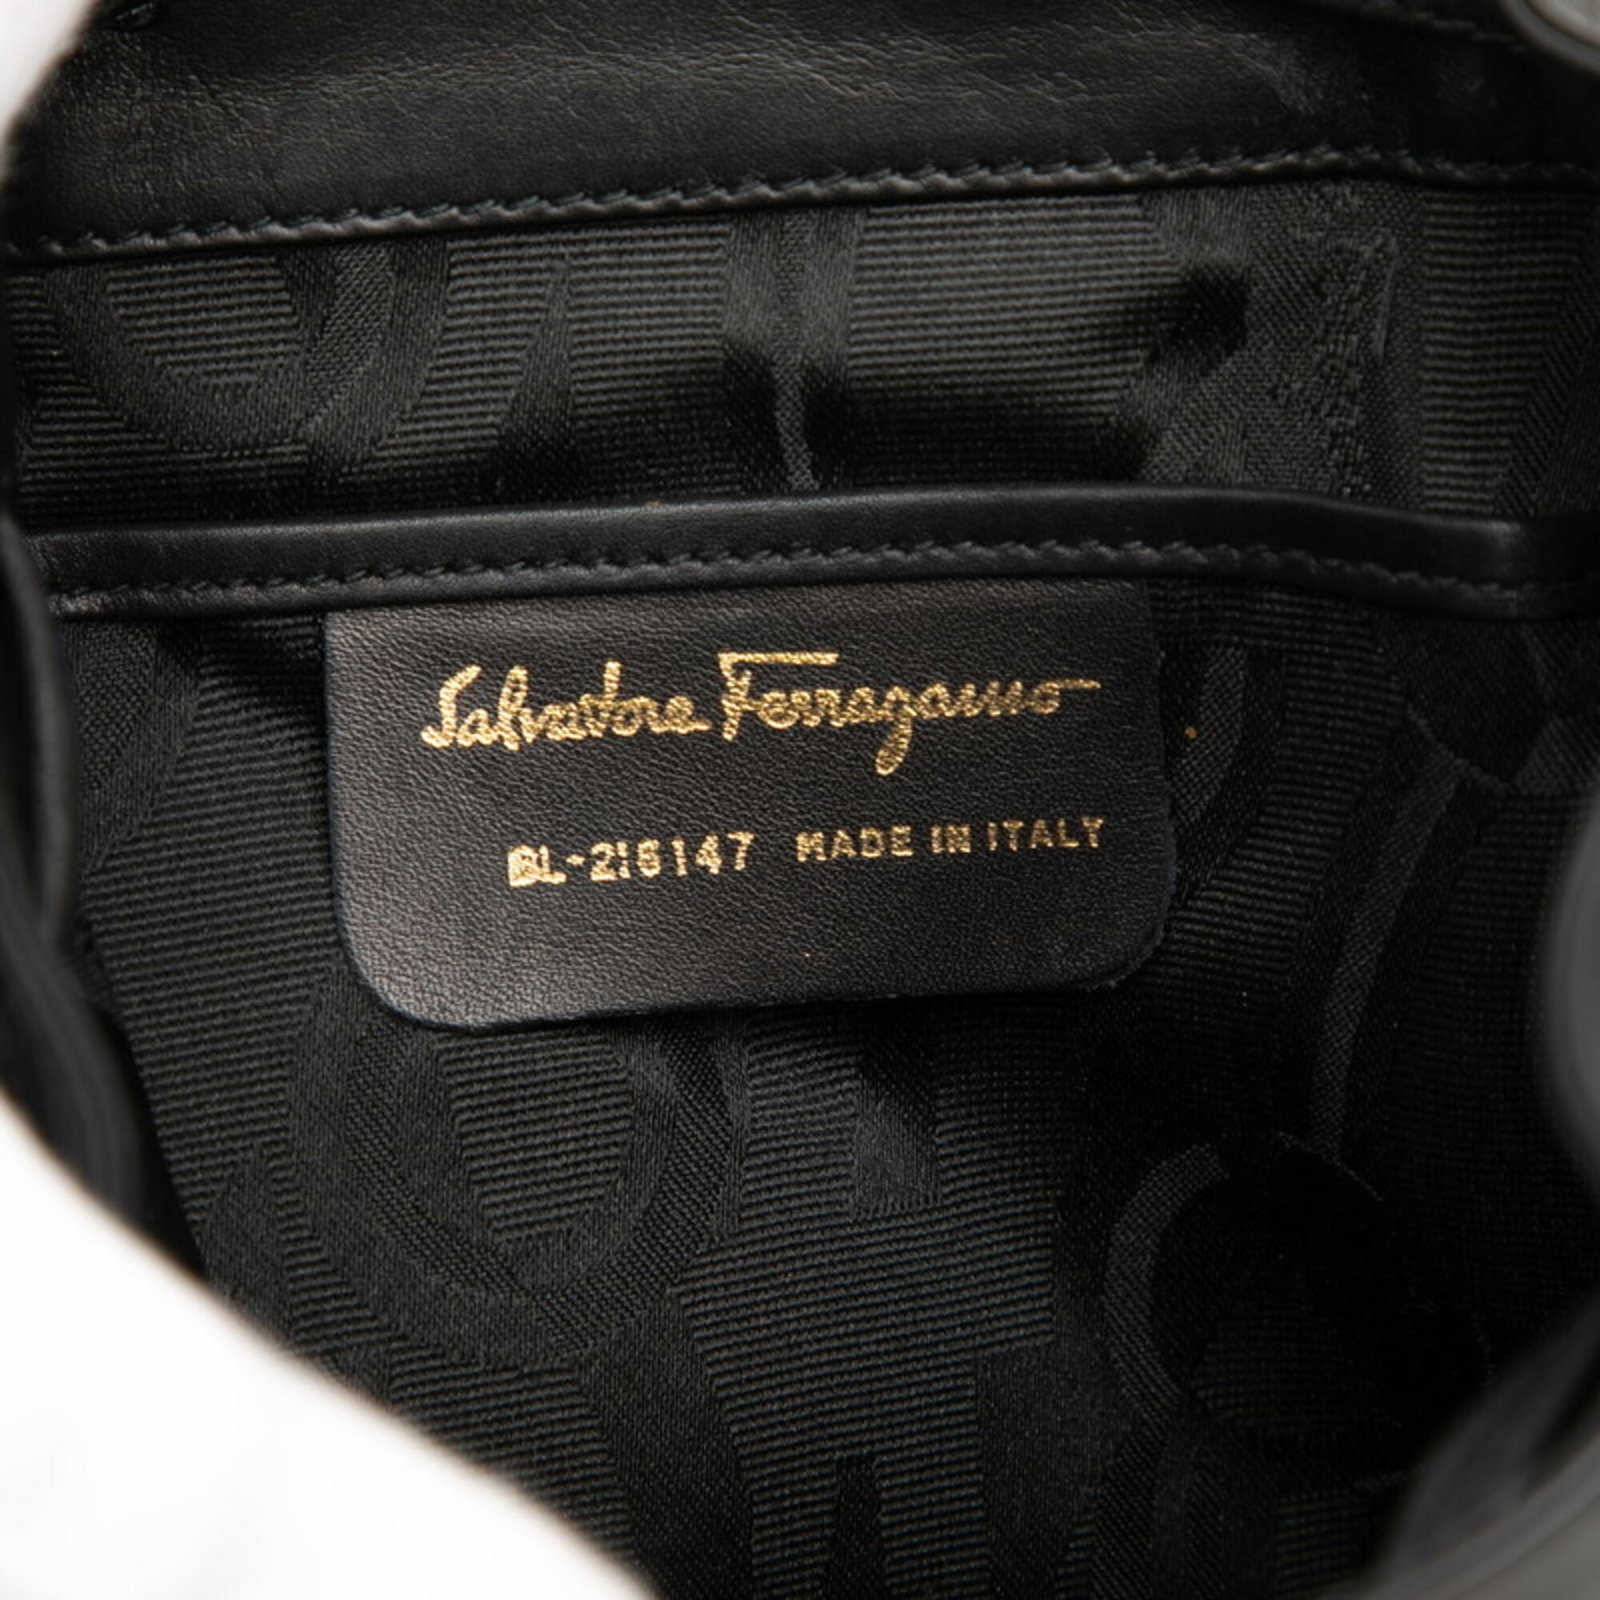 Salvatore Ferragamo
BL-216147 MADE IN ITALY